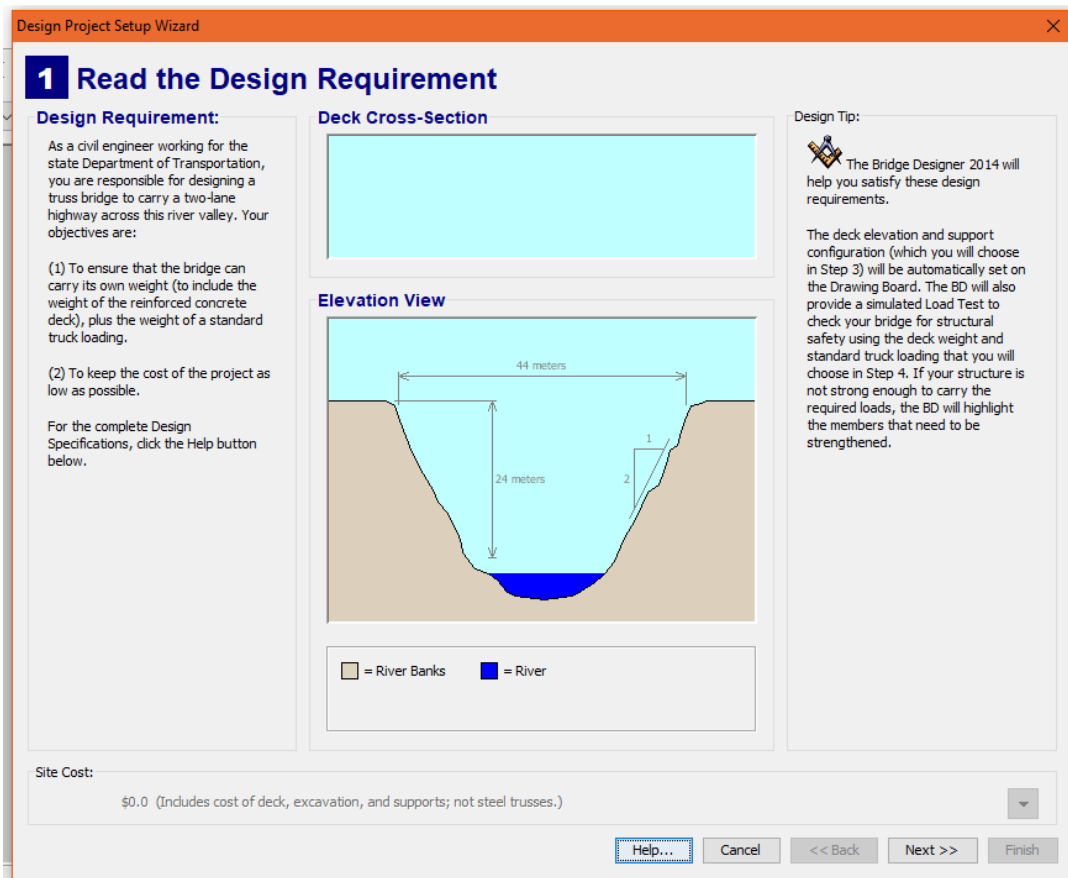 Design Project Setup Wizard
1 Read the Design Requirement
Design Requirement:
As a civil engineer working for the
state Department of Transportation,
you are responsible for designing a
truss bridge to carry a two-lane
highway across this river valley. Your
objectives are:
(1) To ensure that the bridge can
carry its own weight (to include the
weight of the reinforced concrete
deck), plus the weight of a standard
truck loading.
(2) To keep the cost of the project as
low as possible.
For the complete Design
Specifications, click the Help button
below.
Deck Cross-Section
Elevation View
44 meters
24 meters
1
2
= River Banks
= River
Design Tip:
The Bridge Designer 2014 will
help you satisfy these design
requirements.
The deck elevation and support
configuration (which you will choose
in Step 3) will be automatically set on
the Drawing Board. The BD will also
provide a simulated Load Test to
check your bridge for structural
safety using the deck weight and
standard truck loading that you will
choose in Step 4. If your structure is
not strong enough to carry the
required loads, the BD will highlight
the members that need to be
strengthened.
Site Cost:
$0.0 (Includes cost of deck, excavation, and supports; not steel trusses.)
Help...
Cancel
<< Back
Next >>
Finish